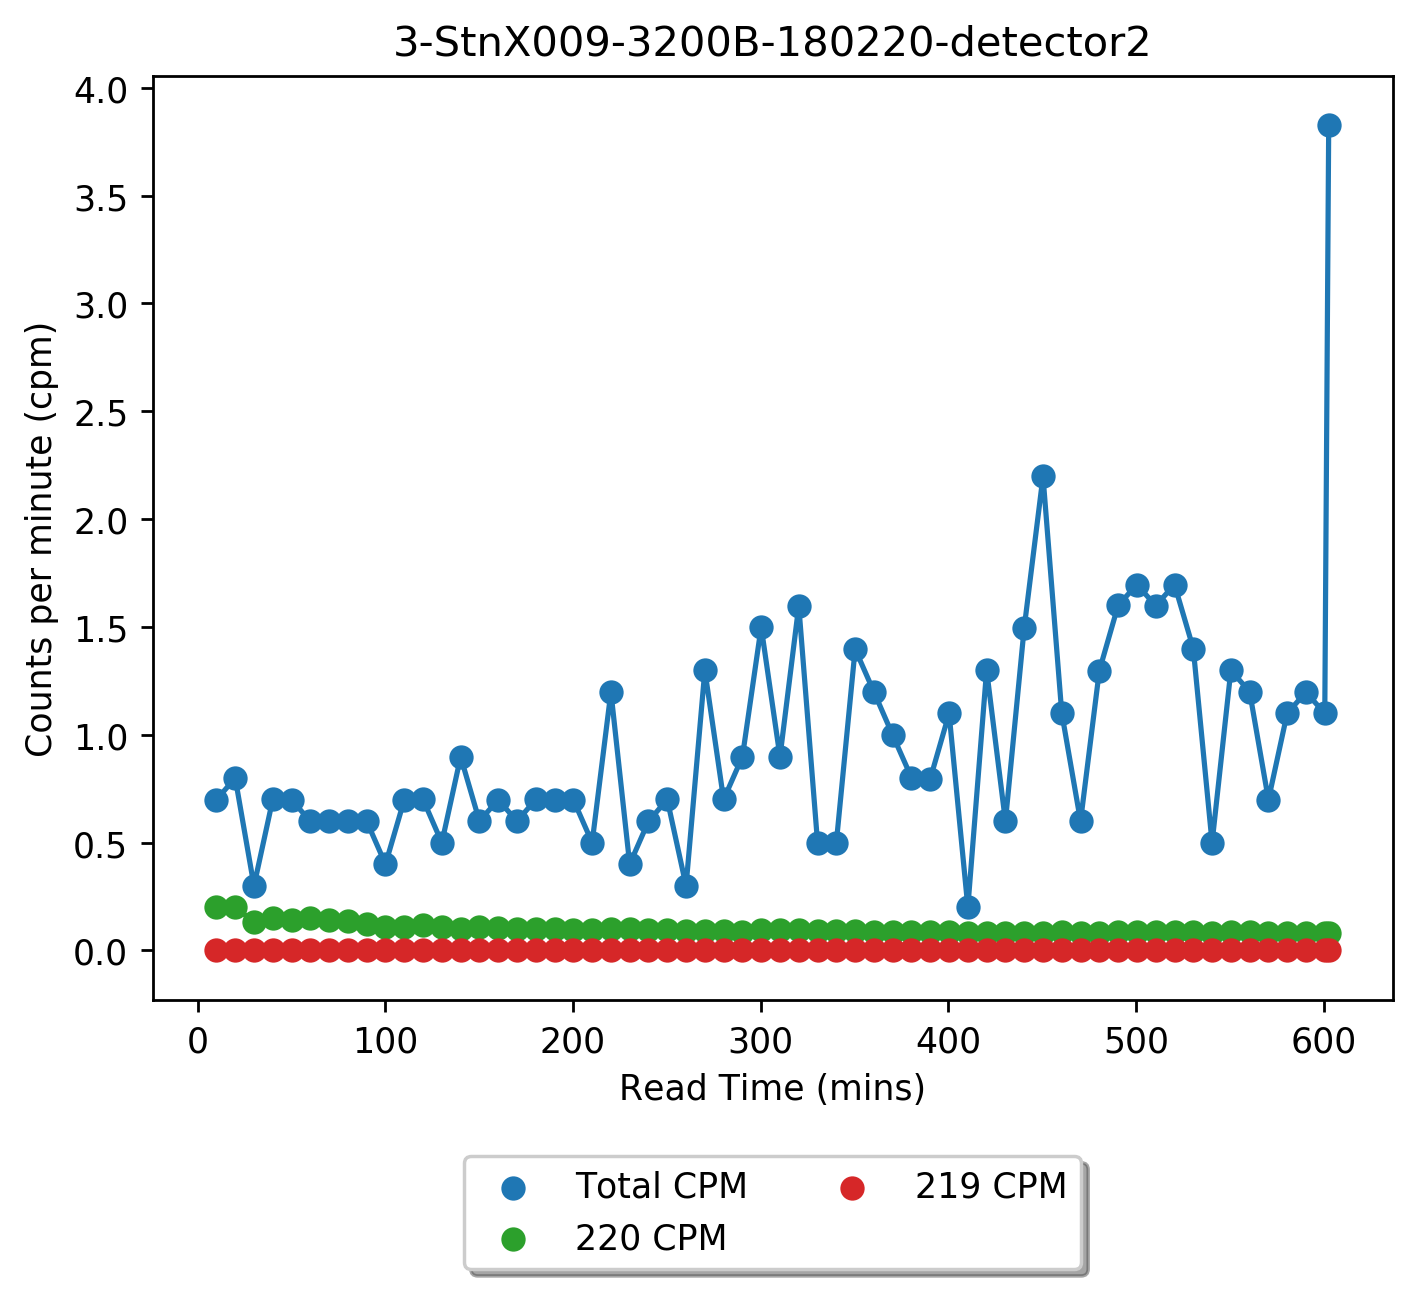 3-StnX009-3200B-180220-detector2
4.0
3.5
3.0
2.5
2.0
1.5
1.0
0.5
0.0
Counts per minute (cpm)
0 100 200 300 400 500 600
Read Time (mins)
Total CPM 219 CPM
220 CPM